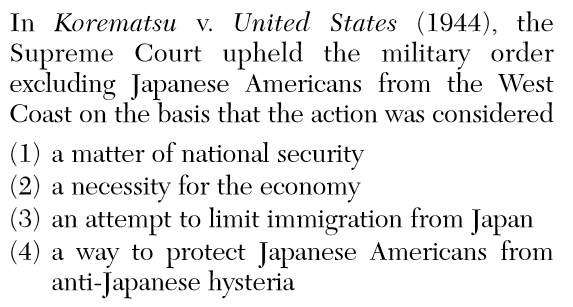 In Korematsu v. United States (1944), the
Supreme Court upheld the military order
excluding Japanese Americans from the West
Coast on the basis that the action was considered
(1) a matter of national security
(2) a necessity for the economy
(3) an attempt to limit immigration from Japan
(4) a way to protect Japanese Americans from
anti-Japanese hysteria